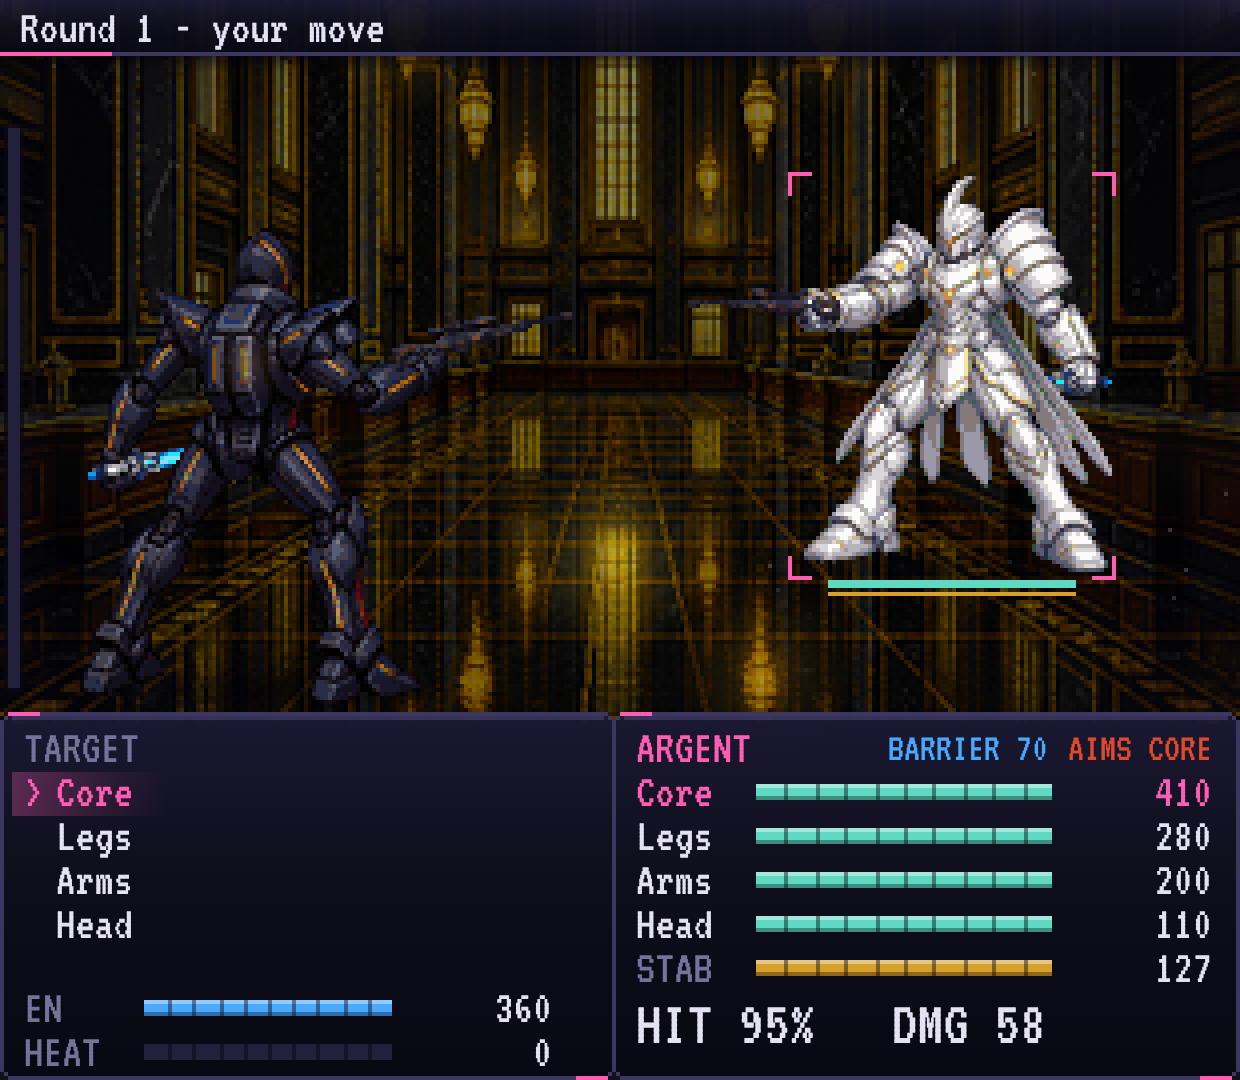 Round 1 - your move
TARGET
> Core
Legs
Arms
Head
EN 360
HEAT 0
ARGENT BARRIER 70 AIMS CORE
Core 410
Legs 280
Arms 200
Head 110
STAB 127
HIT 95% DMG 58